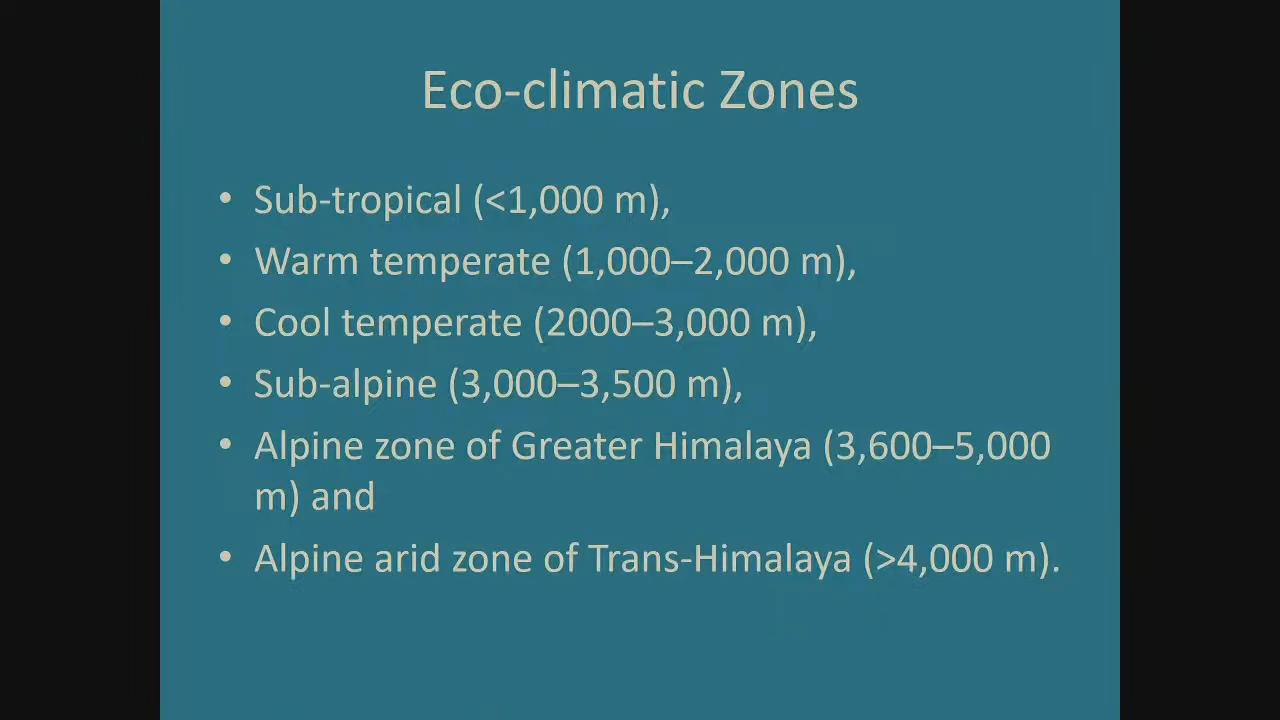 Eco-climatic Zones
• Sub-tropical (<1,000 m),
• Warm temperate (1,000–2,000 m),
• Cool temperate (2000–3,000 m),
• Sub-alpine (3,000–3,500 m),
• Alpine zone of Greater Himalaya (3,600–5,000
m) and
• Alpine arid zone of Trans-Himalaya (>4,000 m).